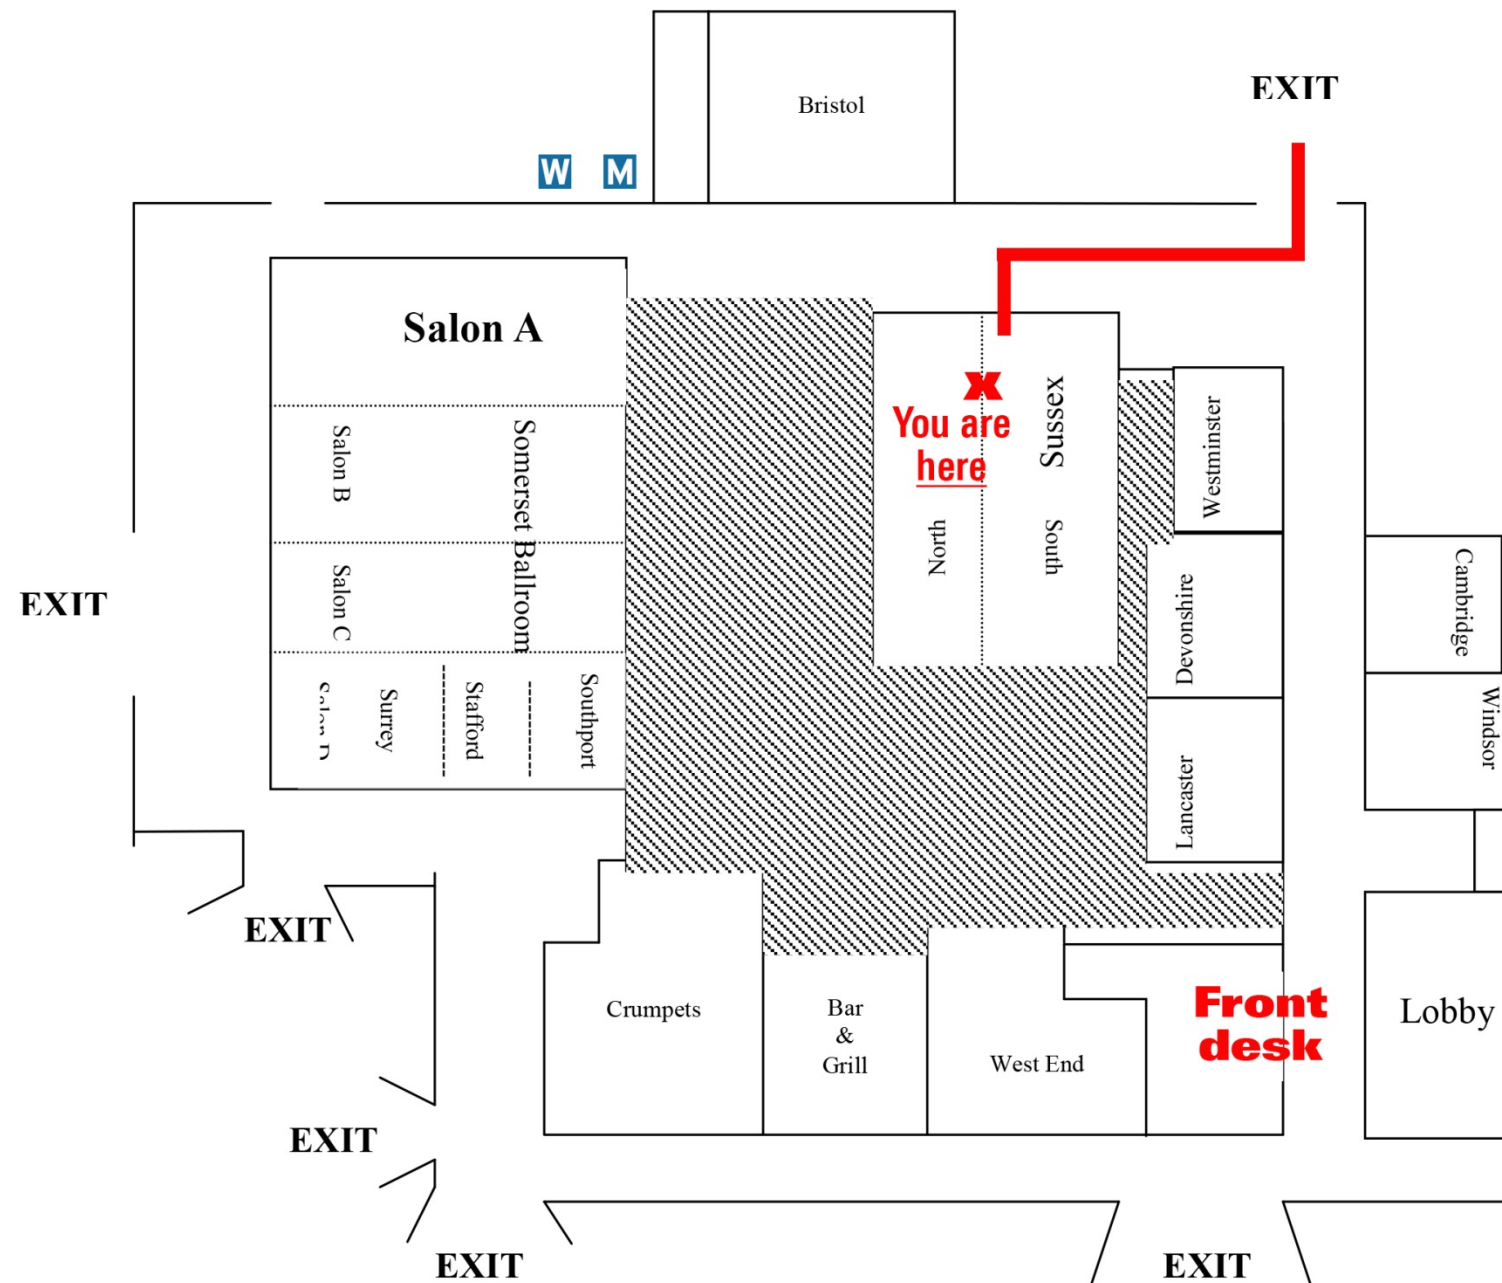 Bristol
EXIT
W M
Salon A
Somerset Ballroom
Salon B
Salon C
Surrey
Stafford
Southport
x
You are
here
Sussex
North
South
Westminster
Devonshire
Lancaster
Cambridge
Windsor
EXIT
EXIT
Crumpets
Bar
&
Grill
West End
Front
desk
Lobby
EXIT
EXIT
EXIT